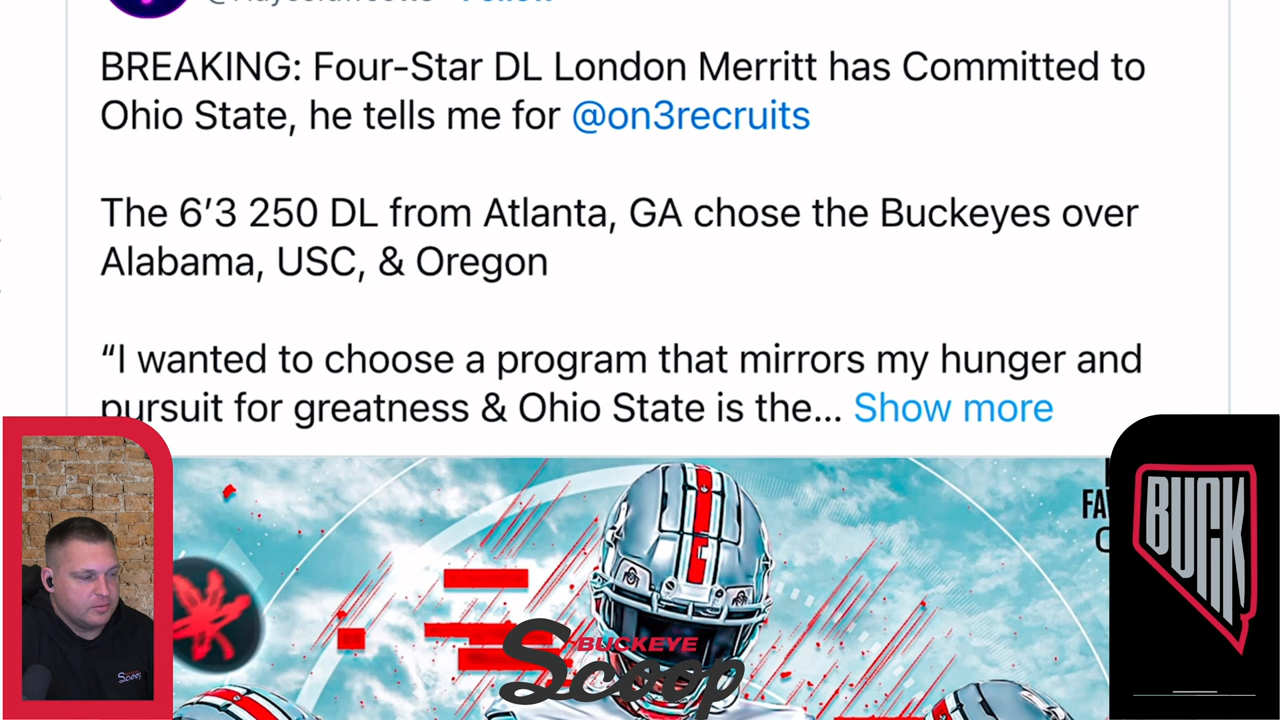 BREAKING: Four-Star DL London Merritt has Committed to
Ohio State, he tells me for @on3recruits
The 6′3 250 DL from Atlanta, GA chose the Buckeyes over
Alabama, USC, & Oregon
“I wanted to choose a program that mirrors my hunger and
pursuit for greatness & Ohio State is the... Show more
BUCK
BUCKEYE
Scoop
Scoop